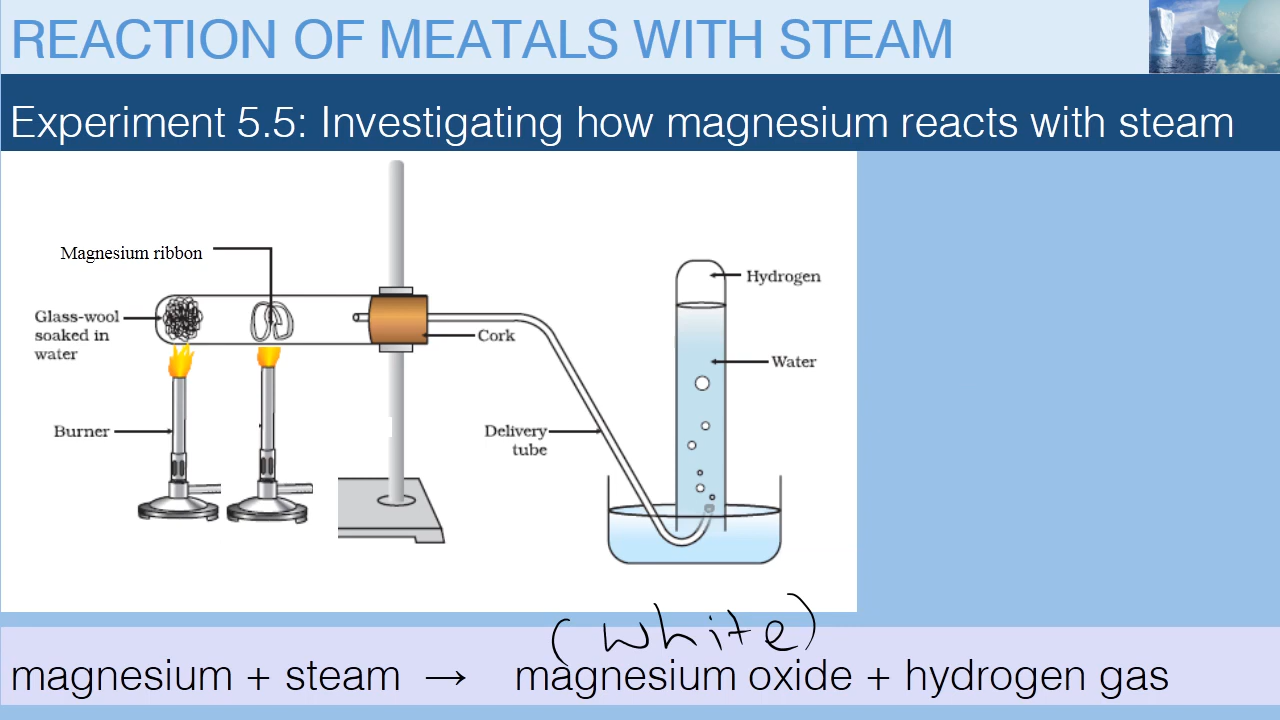 REACTION OF MEATALS WITH STEAM
Experiment 5.5: Investigating how magnesium reacts with steam
Magnesium ribbon
Glass-wool
soaked in
water
Burner
Cork
Delivery
tube
Hydrogen
Water
(white)
magnesium + steam → magnesium oxide + hydrogen gas